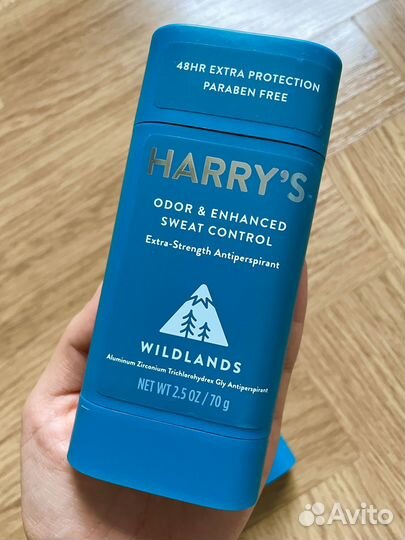 48HR EXTRA PROTECTION
PARABEN FREE
HARRY'S
ODOR & ENHANCED
SWEAT CONTROL
Extra-Strength Antiperspirant
WILDLANDS
Aluminum Zirconium Trichlorohydrex Gly Antiperspirant
NET WT 2.5 OZ / 70 g
Avito